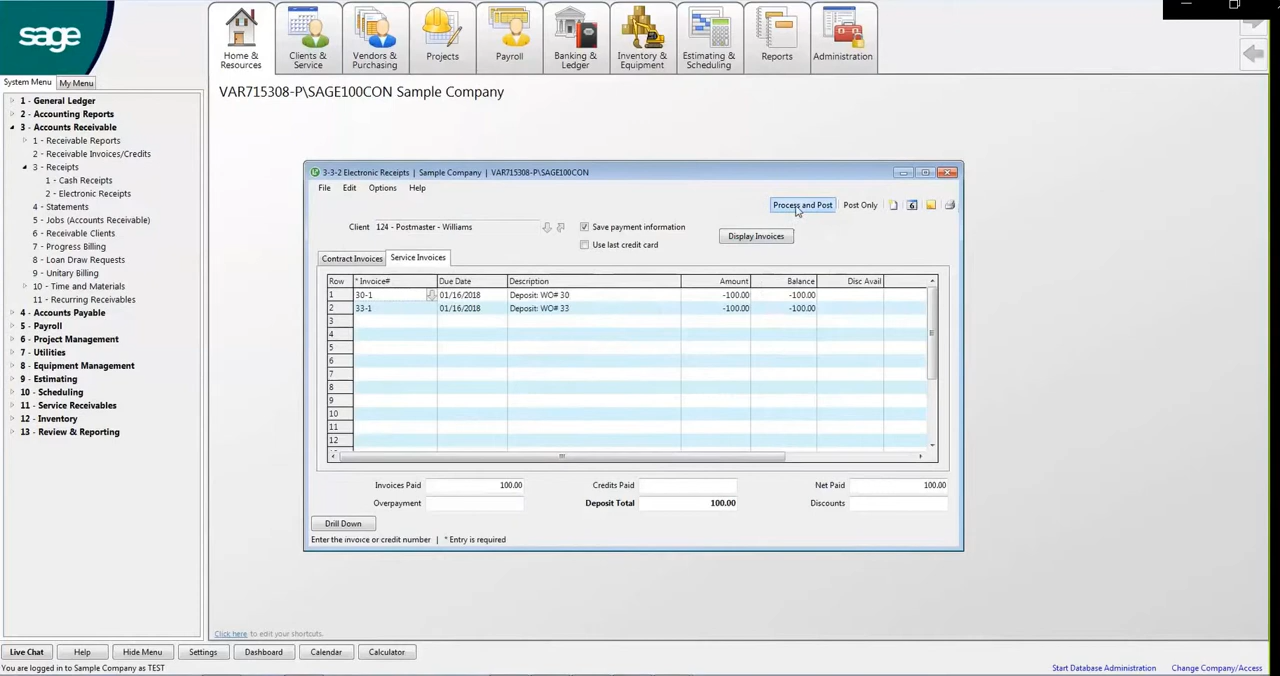 sage
Home & Resources
Clients & Service
Vendors & Purchasing
Projects
Payroll
Banking & Ledger
Inventory & Equipment
Estimating & Scheduling
Reports
Administration
System Menu My Menu
VAR715308-P\SAGE100CON Sample Company
1 - General Ledger
2 - Accounting Reports
3 - Accounts Receivable
1 - Receivable Reports
2 - Receivable Invoices/Credits
3 - Receipts
1 - Cash Receipts
2 - Electronic Receipts
4 - Statements
5 - Jobs (Accounts Receivable)
6 - Receivable Clients
7 - Progress Billing
8 - Loan Draw Requests
9 - Unitary Billing
10 - Time and Materials
11 - Recurring Receivables
4 - Accounts Payable
5 - Payroll
6 - Project Management
7 - Utilities
8 - Equipment Management
9 - Estimating
10 - Scheduling
11 - Service Receivables
12 - Inventory
13 - Review & Reporting
3-3-2 Electronic Receipts | Sample Company | VAR715308-P\SAGE100CON
File Edit Options Help
Process and Post Post Only
Client 124 - Postmaster - Williams Save payment information
Use last credit card Display Invoices
Contract Invoices Service Invoices
Row * Invoice# Due Date Description Amount Balance Disc Avail
1 30-1 01/16/2018 Deposit: WO# 30 -100.00 -100.00
2 33-1 01/16/2018 Deposit: WO# 33 -100.00 -100.00
3
4
5
6
7
8
9
10
11
12
Invoices Paid 100.00 Credits Paid Net Paid 100.00
Overpayment Deposit Total 100.00 Discounts
Drill Down
Enter the invoice or credit number | * Entry is required
Click here to edit your shortcuts.
Live Chat Help Hide Menu Settings Dashboard Calendar Calculator
You are logged in to Sample Company as TEST Start Database Administration Change Company/Access